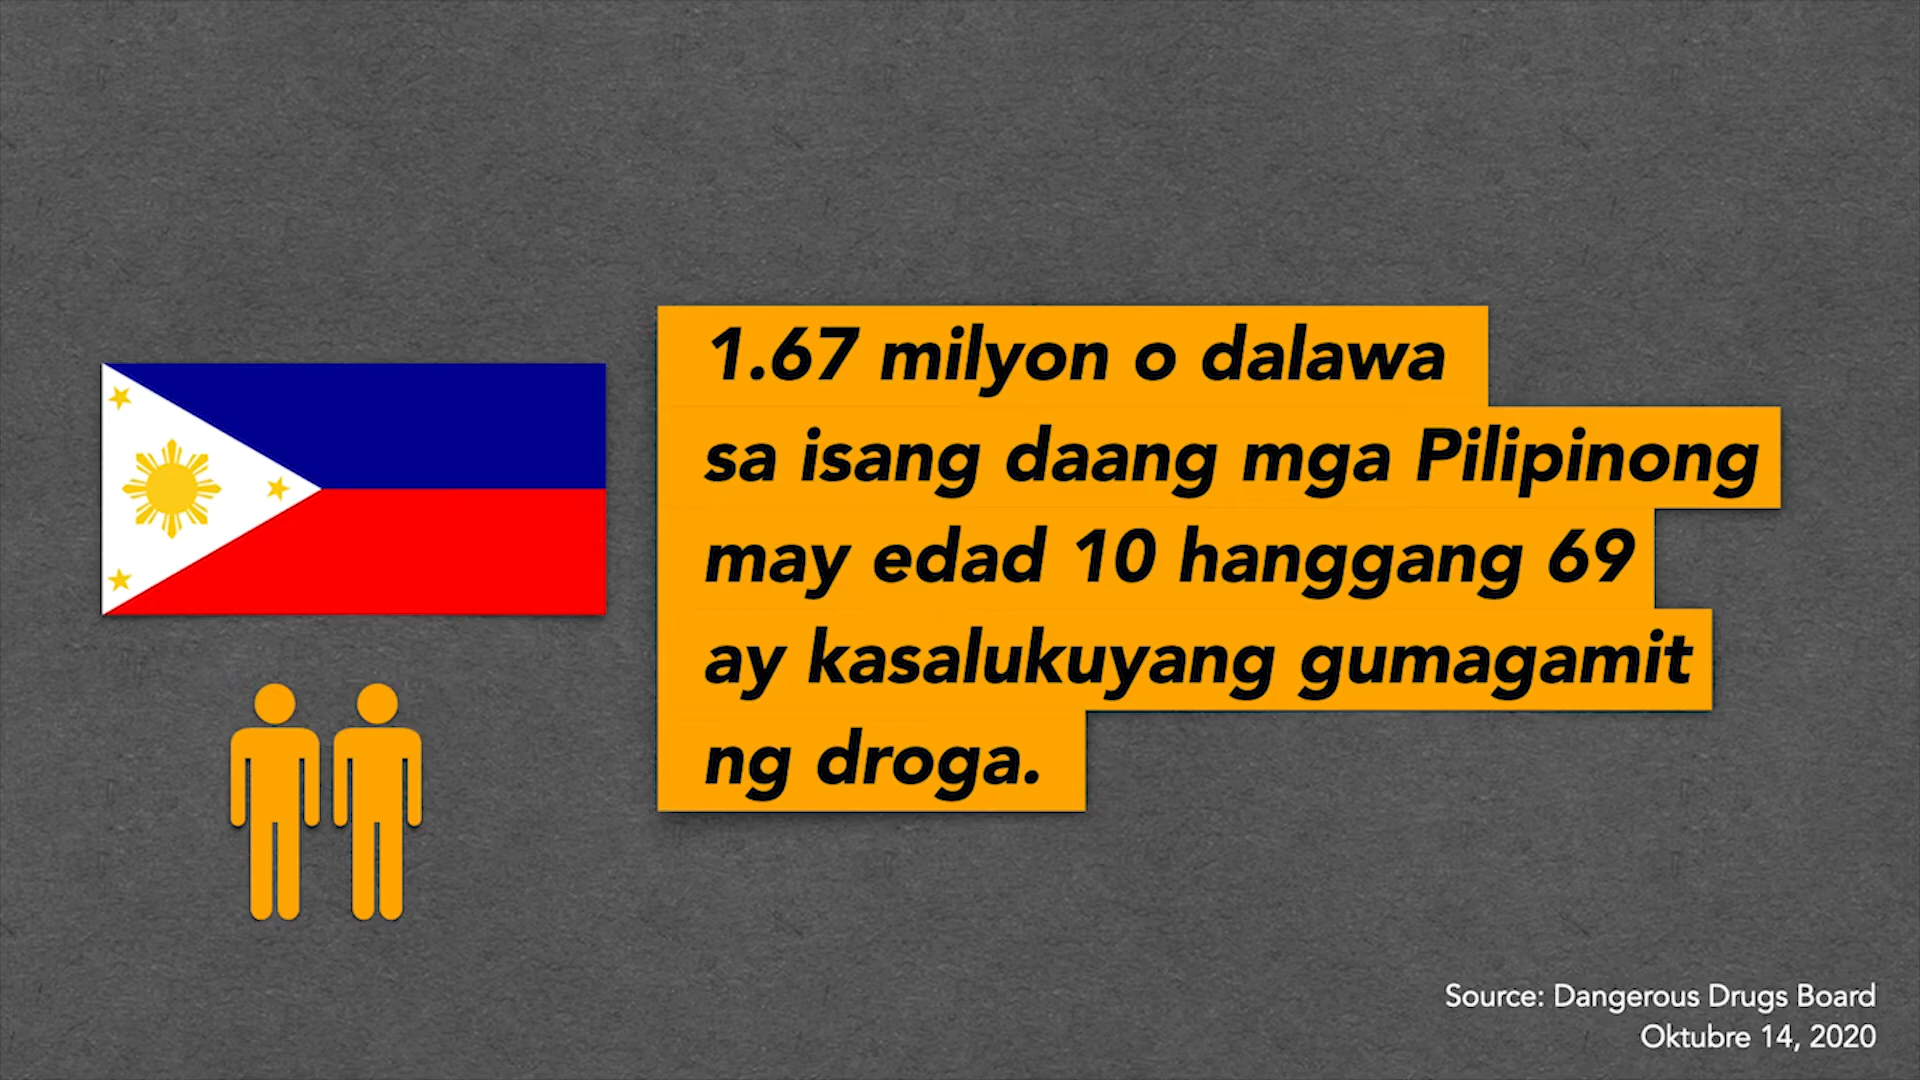 1.67 milyon o dalawa
sa isang daang mga Pilipinong
may edad 10 hanggang 69
ay kasalukuyang gumagamit
ng droga.
Source: Dangerous Drugs Board
Oktubre 14, 2020